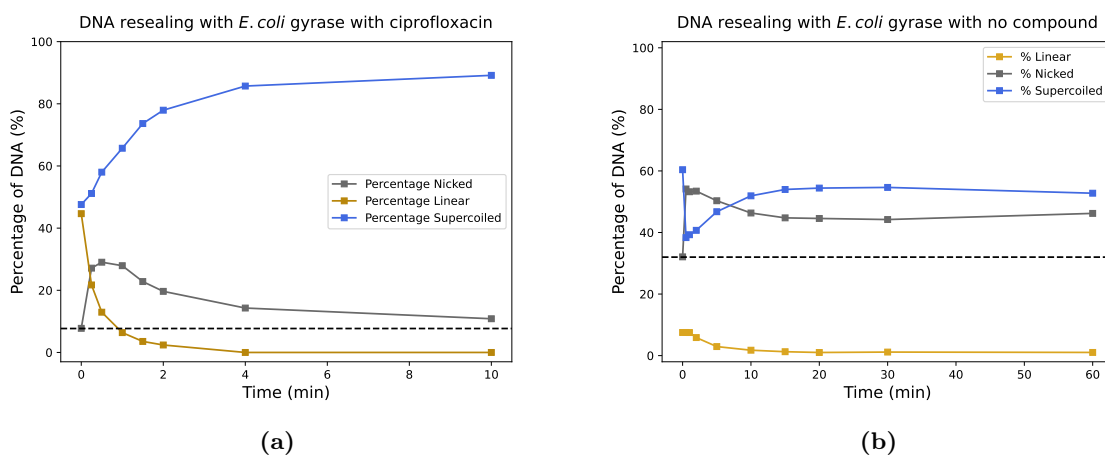 DNA resealing with E. coli gyrase with ciprofloxacin
Percentage of DNA (%)
100
80
60
40
20
0
Percentage Nicked
Percentage Linear
Percentage Supercoiled
0
2
4
6
8
10
Time (min)
(a)
DNA resealing with E. coli gyrase with no compound
Percentage of DNA (%)
100
80
60
40
20
0
% Linear
% Nicked
% Supercoiled
0
10
20
30
40
50
60
Time (min)
(b)